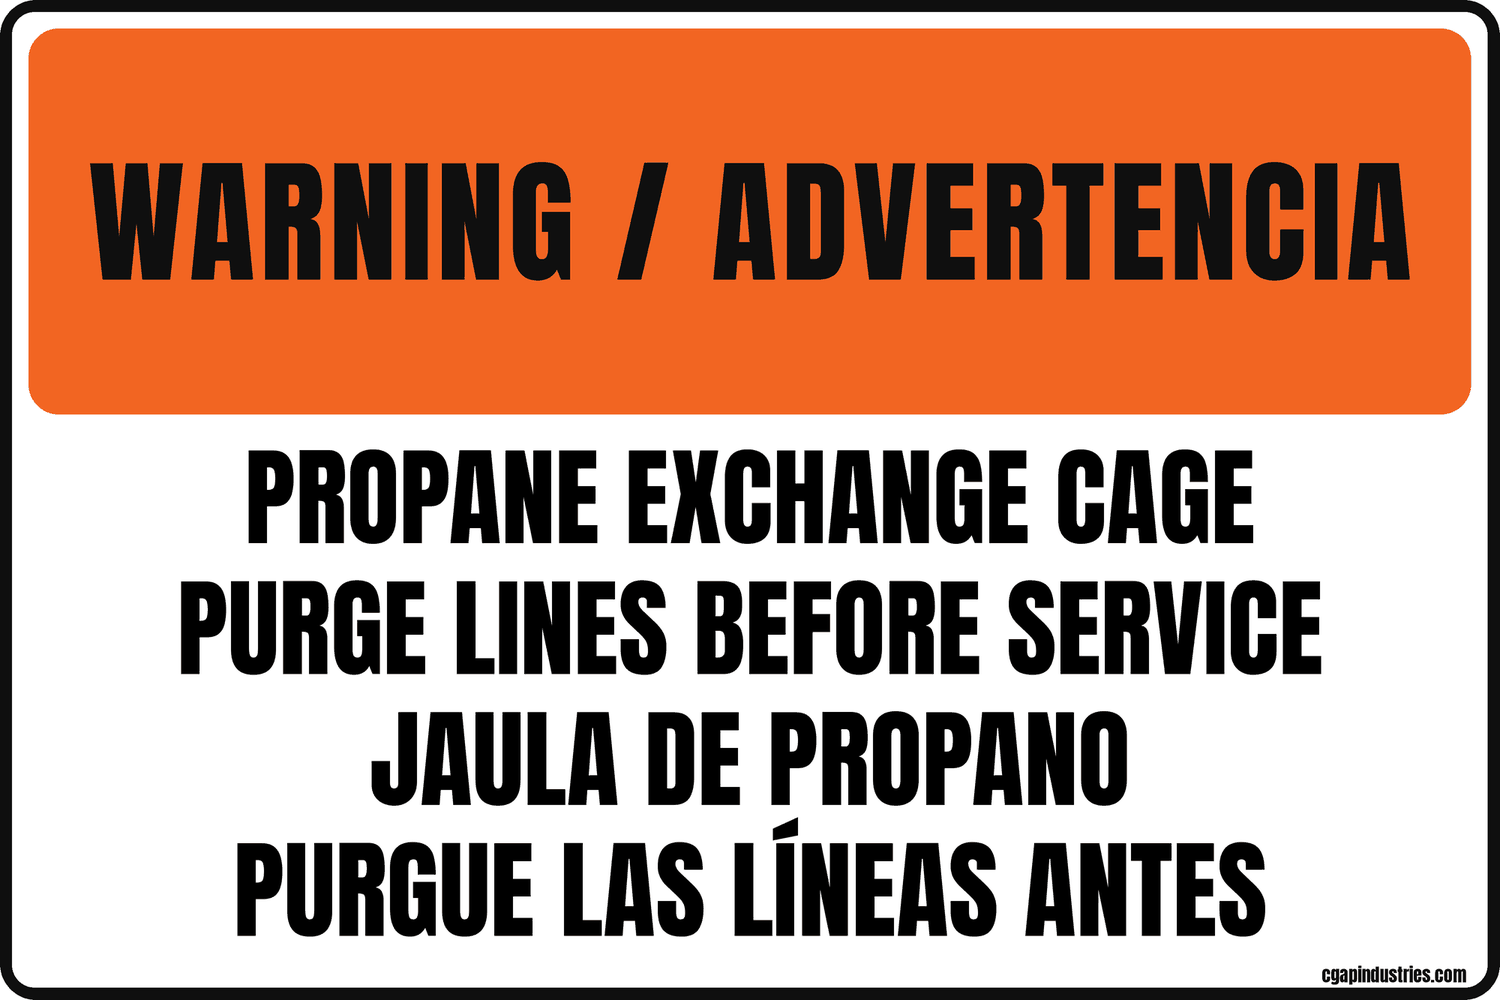 WARNING / ADVERTENCIA
PROPANE EXCHANGE CAGE
PURGE LINES BEFORE SERVICE
JAULA DE PROPANO
PURGUE LAS LÍNEAS ANTES
cgapindustries.com